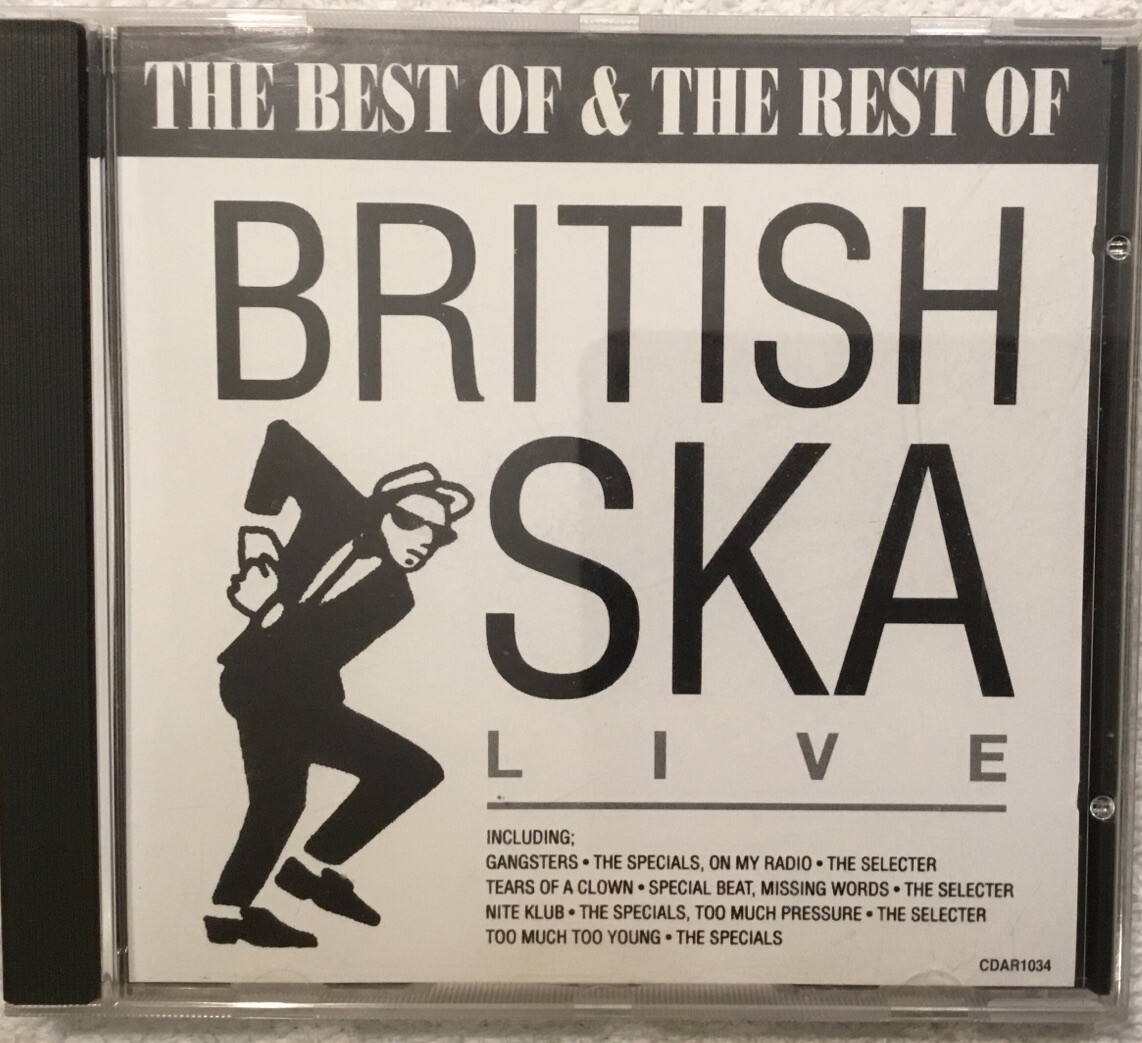 THE BEST OF & THE REST OF
BRITISH
SKA
LIVE
INCLUDING;
GANGSTERS • THE SPECIALS, ON MY RADIO • THE SELECTER
TEARS OF A CLOWN • SPECIAL BEAT, MISSING WORDS • THE SELECTER
NITE KLUB • THE SPECIALS, TOO MUCH PRESSURE • THE SELECTER
TOO MUCH TOO YOUNG • THE SPECIALS
CDAR1034